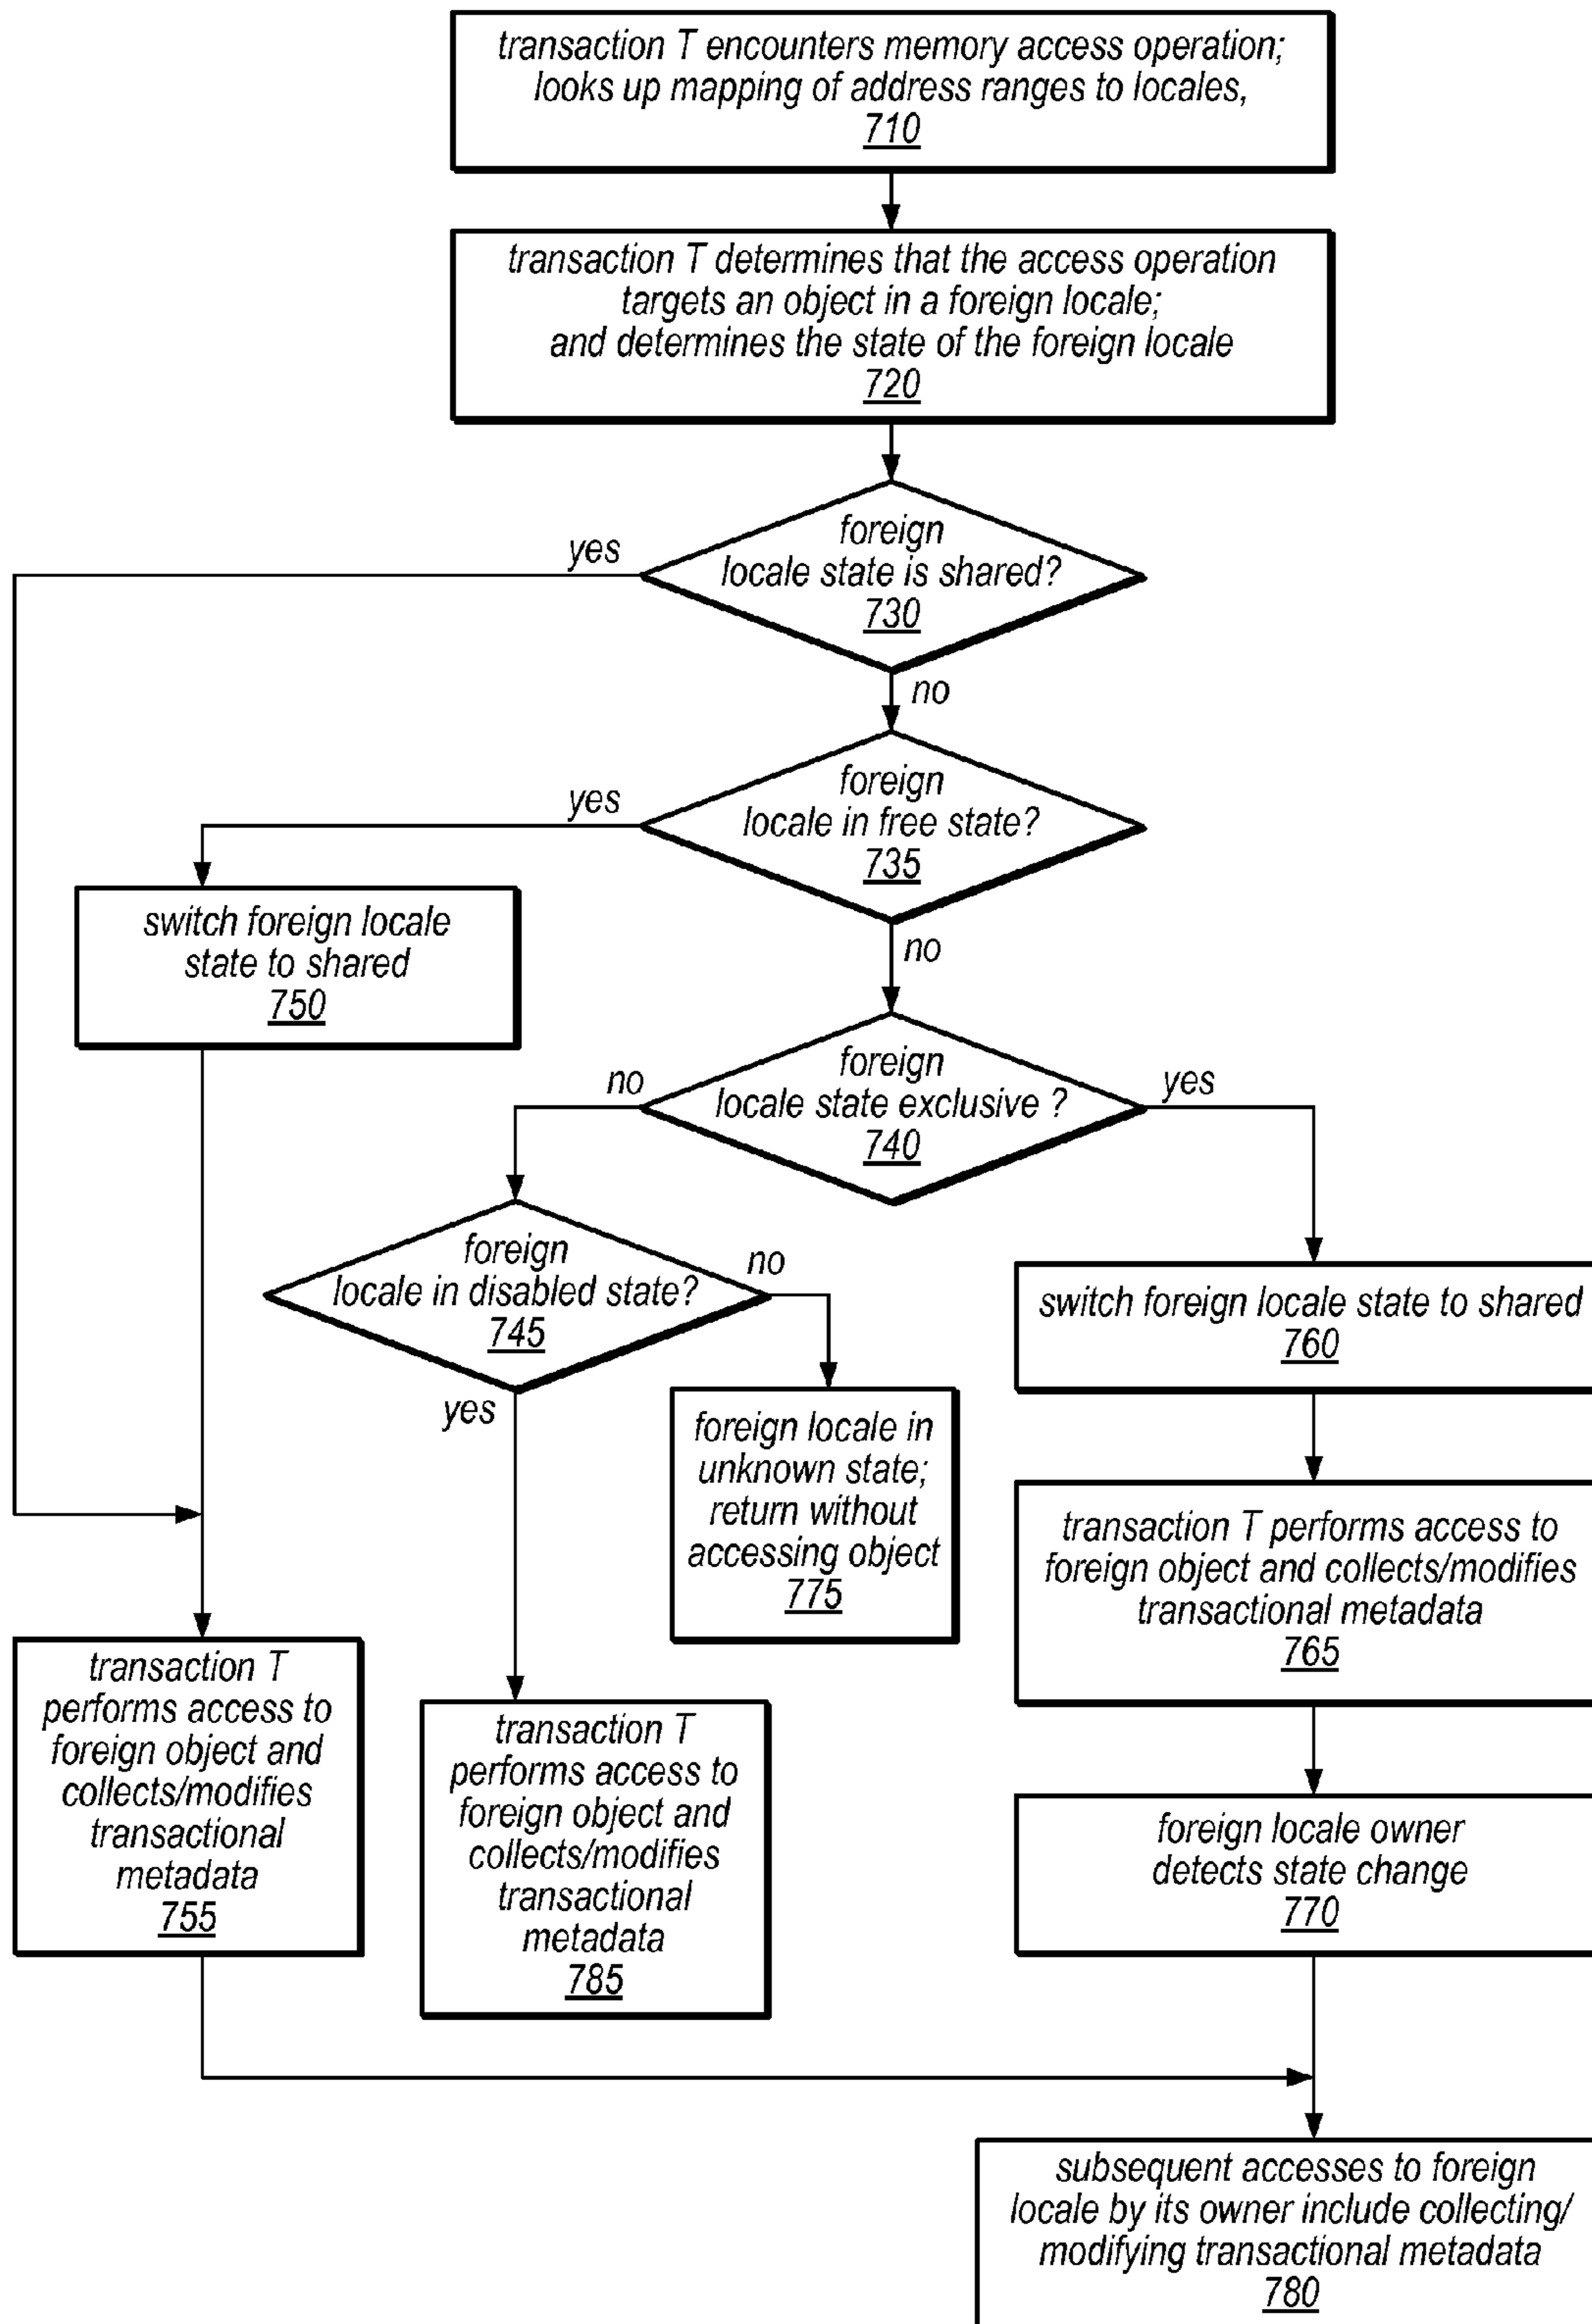 transaction T encounters memory access operation;
looks up mapping of address ranges to locales,
710
transaction T determines that the access operation
targets an object in a foreign locale;
and determines the state of the foreign locale
720
yes
foreign
locale state is shared?
730
no
yes
foreign
locale in free state?
735
no
switch foreign locale
state to shared
750
no
foreign
locale state exclusive ?
740
yes
foreign
locale in disabled state?
745
no
yes
switch foreign locale state to shared
760
foreign locale in
unknown state;
return without
accessing object
775
transaction T performs access to
foreign object and collects/modifies
transactional metadata
765
transaction T
performs access to
foreign object and
collects/modifies
transactional
metadata
755
transaction T
performs access to
foreign object and
collects/modifies
transactional
metadata
785
foreign locale owner
detects state change
770
subsequent accesses to foreign
locale by its owner include collecting/
modifying transactional metadata
780